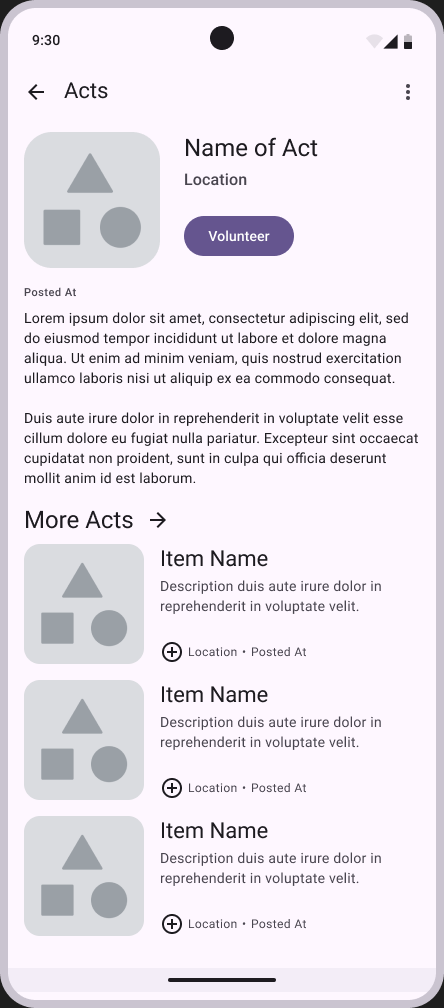 9:30
Acts
Name of Act
Location
Volunteer
Posted At
Lorem ipsum dolor sit amet, consectetur adipiscing elit, sed
do eiusmod tempor incididunt ut labore et dolore magna
aliqua. Ut enim ad minim veniam, quis nostrud exercitation
ullamco laboris nisi ut aliquip ex ea commodo consequat.
Duis aute irure dolor in reprehenderit in voluptate velit esse
cillum dolore eu fugiat nulla pariatur. Excepteur sint occaecat
cupidatat non proident, sunt in culpa qui officia deserunt
mollit anim id est laborum.
More Acts
Item Name
Description duis aute irure dolor in
reprehenderit in voluptate velit.
Location • Posted At
Item Name
Description duis aute irure dolor in
reprehenderit in voluptate velit.
Location • Posted At
Item Name
Description duis aute irure dolor in
reprehenderit in voluptate velit.
Location • Posted At